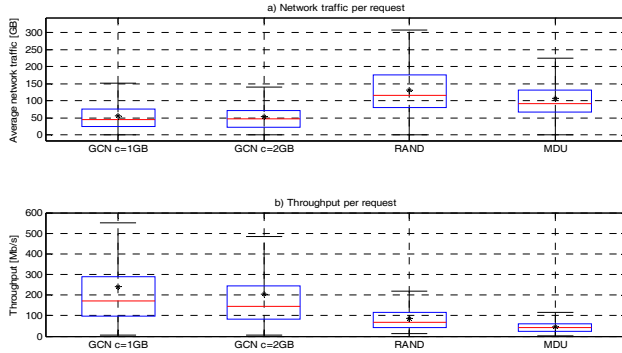 a) Network traffic per request
Average network traffic [GB]
300
250
200
150
100
50
0
GCN c=1GB GCN c=2GB RAND MDU
b) Throughput per request
Throughput [Mb/s]
600
500
400
300
200
100
0
GCN c=1GB GCN c=2GB RAND MDU